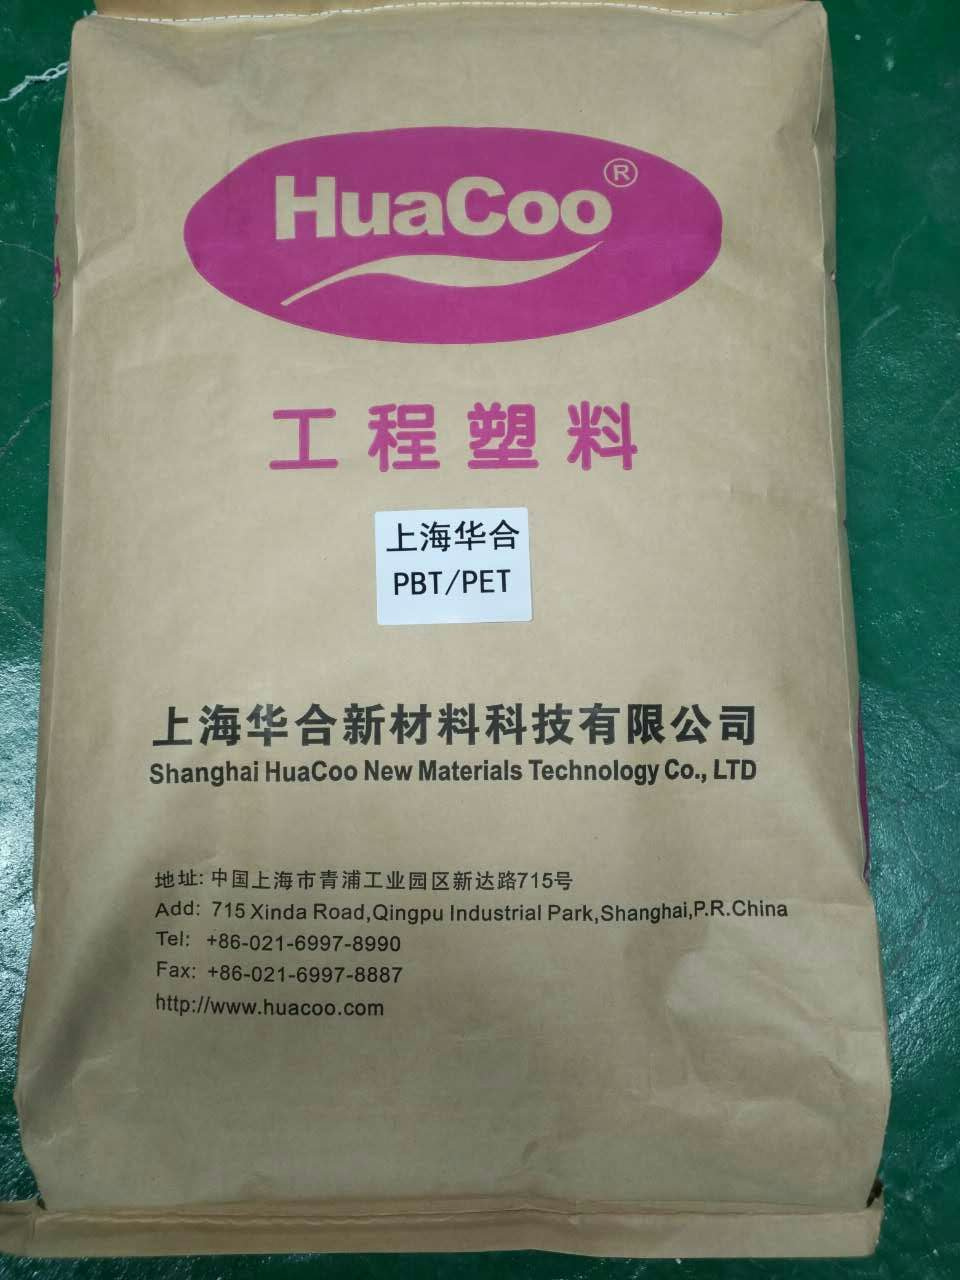 HuaCoo®
工程塑料
上海华合
PBT/PET
上海华合新材料科技有限公司
Shanghai HuaCoo New Materials Technology Co., LTD
地址: 中国上海市青浦工业园区新达路715号
Add: 715 Xinda Road,Qingpu Industrial Park,Shanghai,P.R.China
Tel: +86-021-6997-8990
Fax: +86-021-6997-8887
http://www.huacoo.com